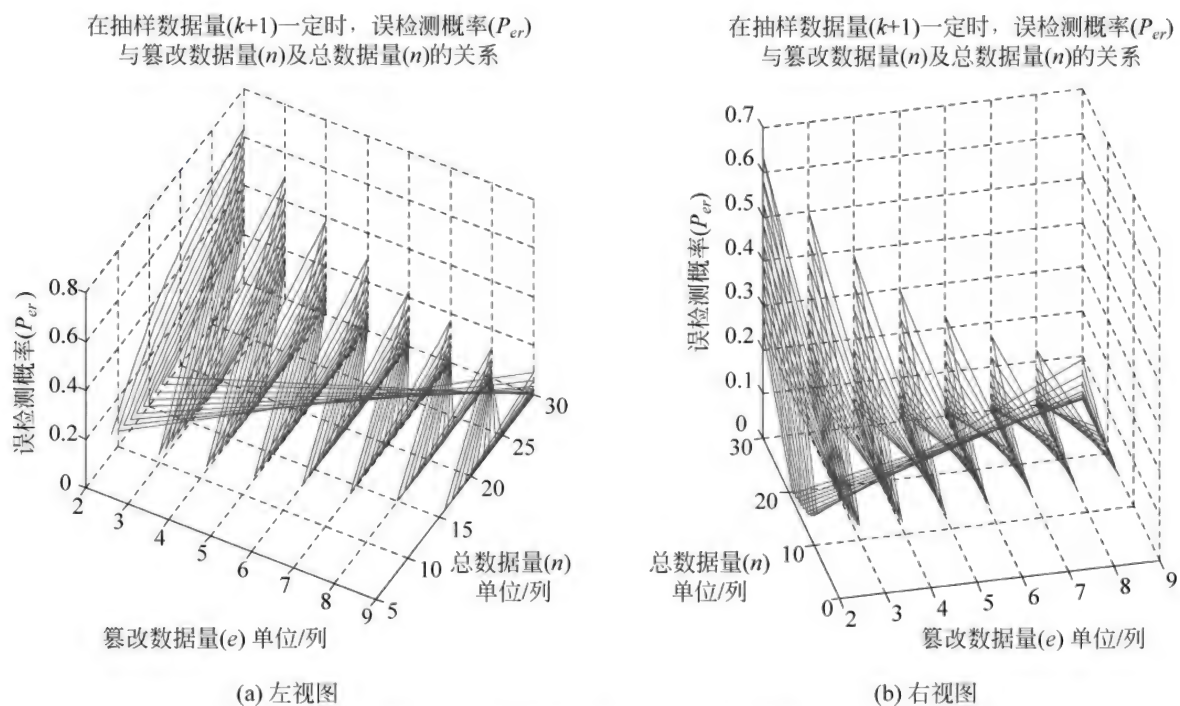 在抽样数据量(k+1)一定时，误检测概率(Per)
与篡改数据量(n)及总数据量(n)的关系
0.8
0.6
0.4
0.2
0
误检测概率(Per)
2
3
4
5
6
7
8
9
篡改数据量(e) 单位/列
5
10
15
20
25
30
总数据量(n)
单位/列
(a) 左视图
在抽样数据量(k+1)一定时，误检测概率(Per)
与篡改数据量(n)及总数据量(n)的关系
0.7
0.6
0.5
0.4
0.3
0.2
0.1
0
误检测概率(Per)
30
20
10
0
总数据量(n)
单位/列
2
3
4
5
6
7
8
9
篡改数据量(e) 单位/列
(b) 右视图